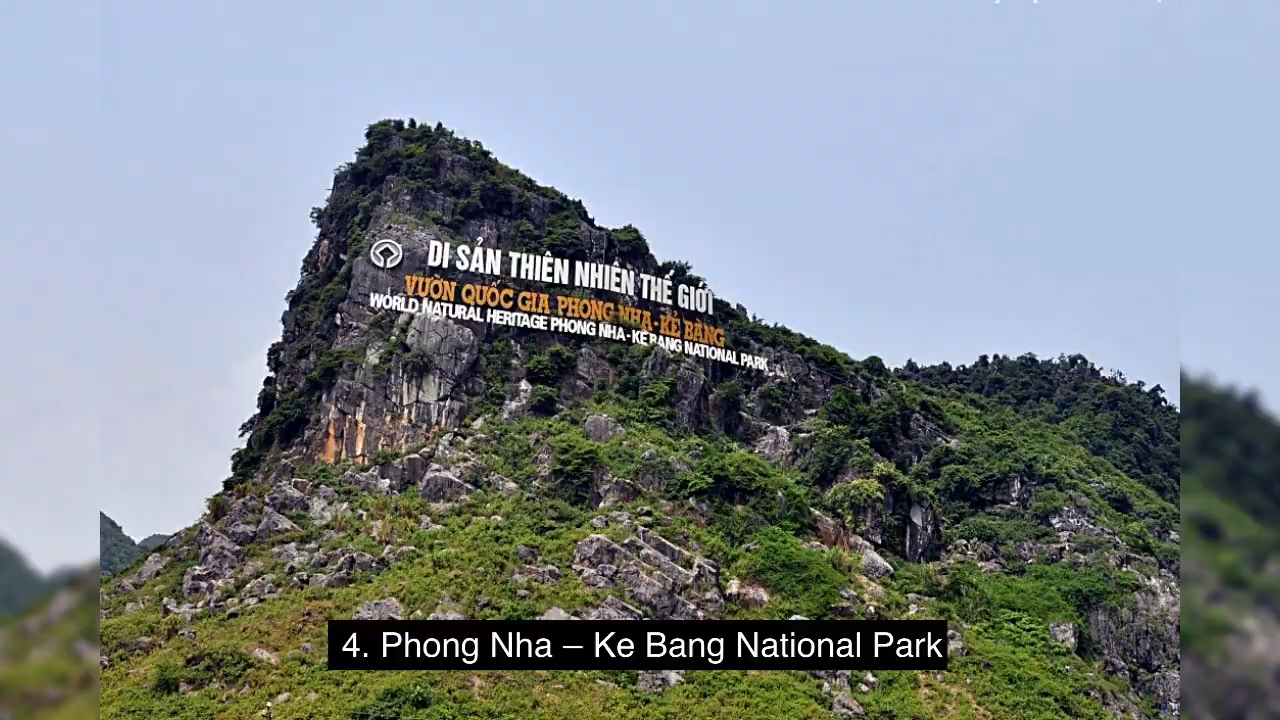 DI SẢN THIÊN NHIÊN THẾ GIỚI
VƯỜN QUỐC GIA PHONG NHA-KẺ BÀNG
WORLD NATURAL HERITAGE PHONG NHA-KE BANG NATIONAL PARK
4. Phong Nha – Ke Bang National Park